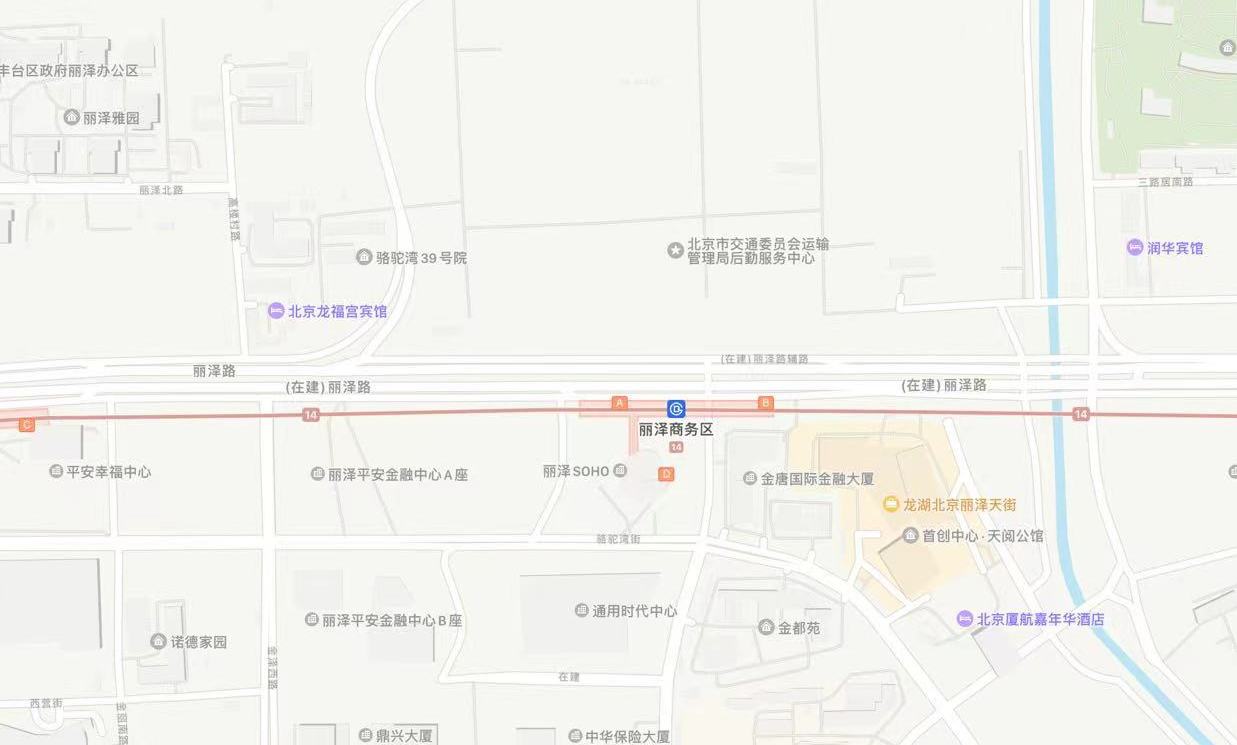 丰台区政府丽泽办公区
丽泽雅园
丽泽北路
高楼村路
三路居南路
骆驼湾39号院
北京市交通委员会运输
管理局后勤服务中心
润华宾馆
北京龙福宫宾馆
丽泽路
(在建)丽泽路辅路
(在建)丽泽路
(在建)丽泽路
A
B
C
14
14
丽泽商务区
14
平安幸福中心
丽泽平安金融中心A座
丽泽SOHO
D
金唐国际金融大厦
龙湖北京丽泽天街
首创中心·天阅公馆
骆驼湾街
丽泽平安金融中心B座
通用时代中心
金都苑
北京厦航嘉年华酒店
诺德家园
金泽西路
在建
西营街
鼎兴大厦
中华保险大厦